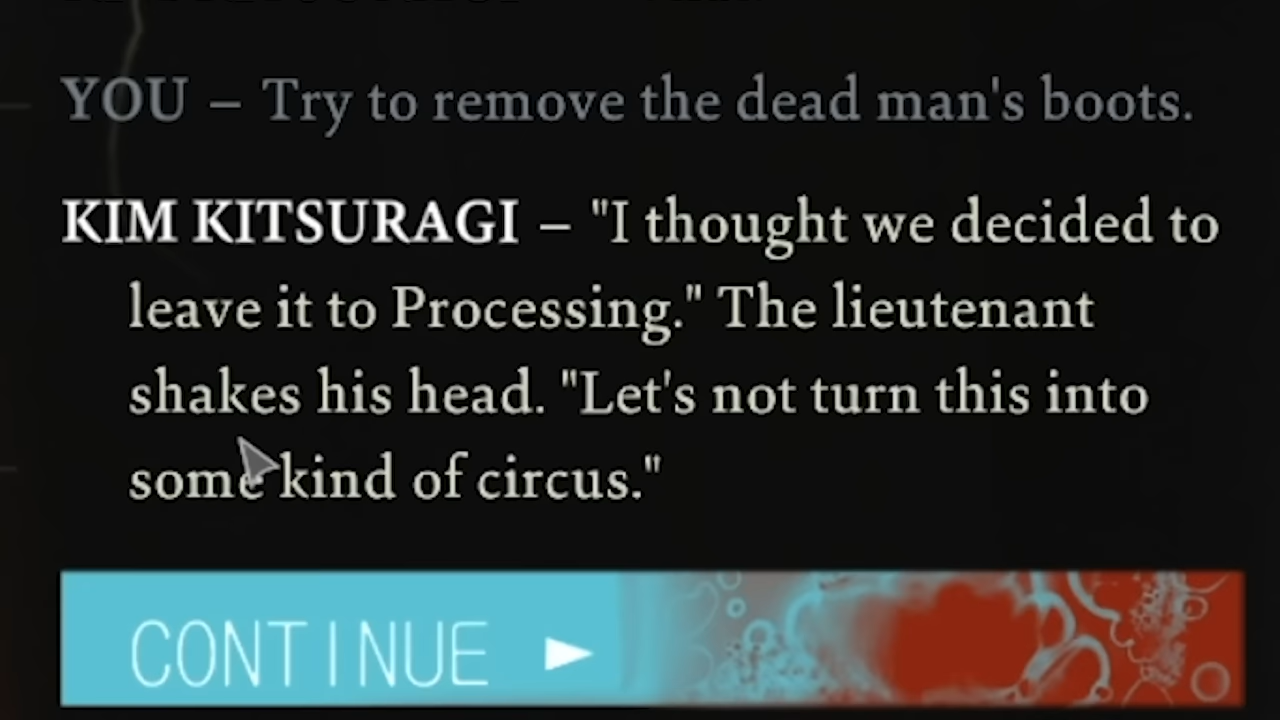 YOU – Try to remove the dead man's boots.
KIM KITSURAGI – "I thought we decided to
leave it to Processing." The lieutenant
shakes his head. "Let's not turn this into
some kind of circus."
CONTINUE